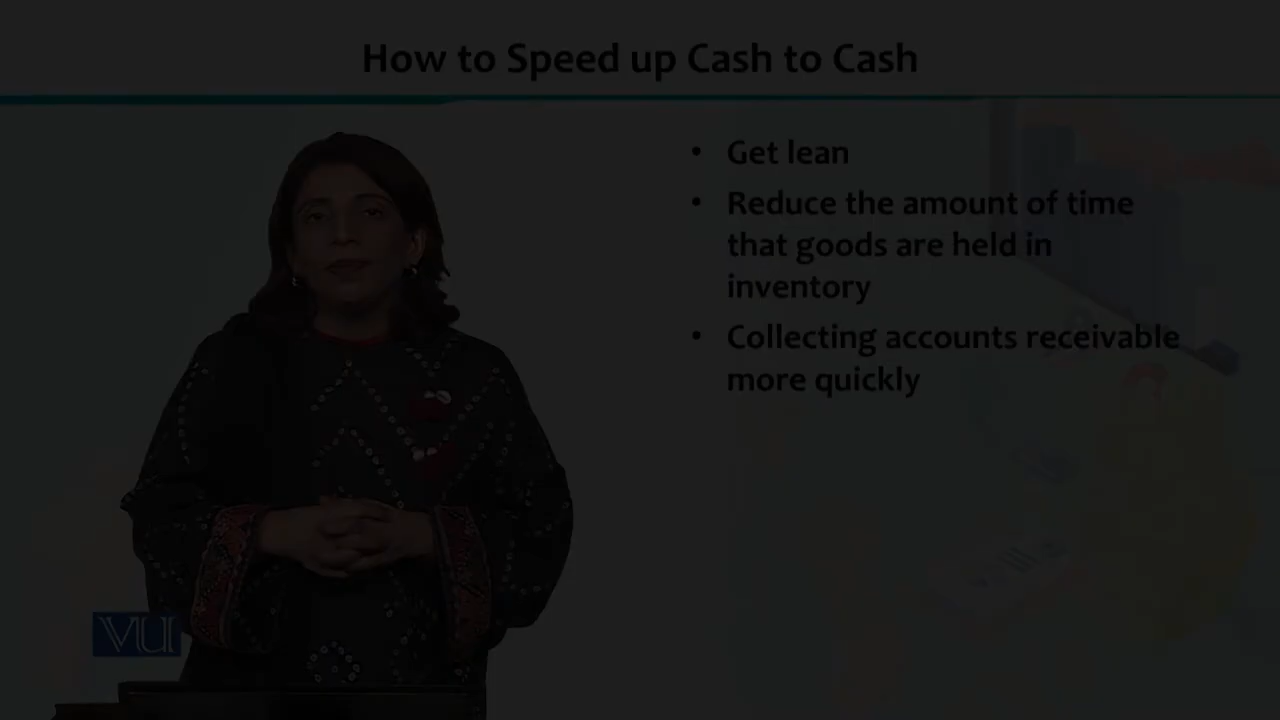 How to Speed up Cash to Cash
• Get lean
• Reduce the amount of time
that goods are held in
inventory
• Collecting accounts receivable
more quickly
VU